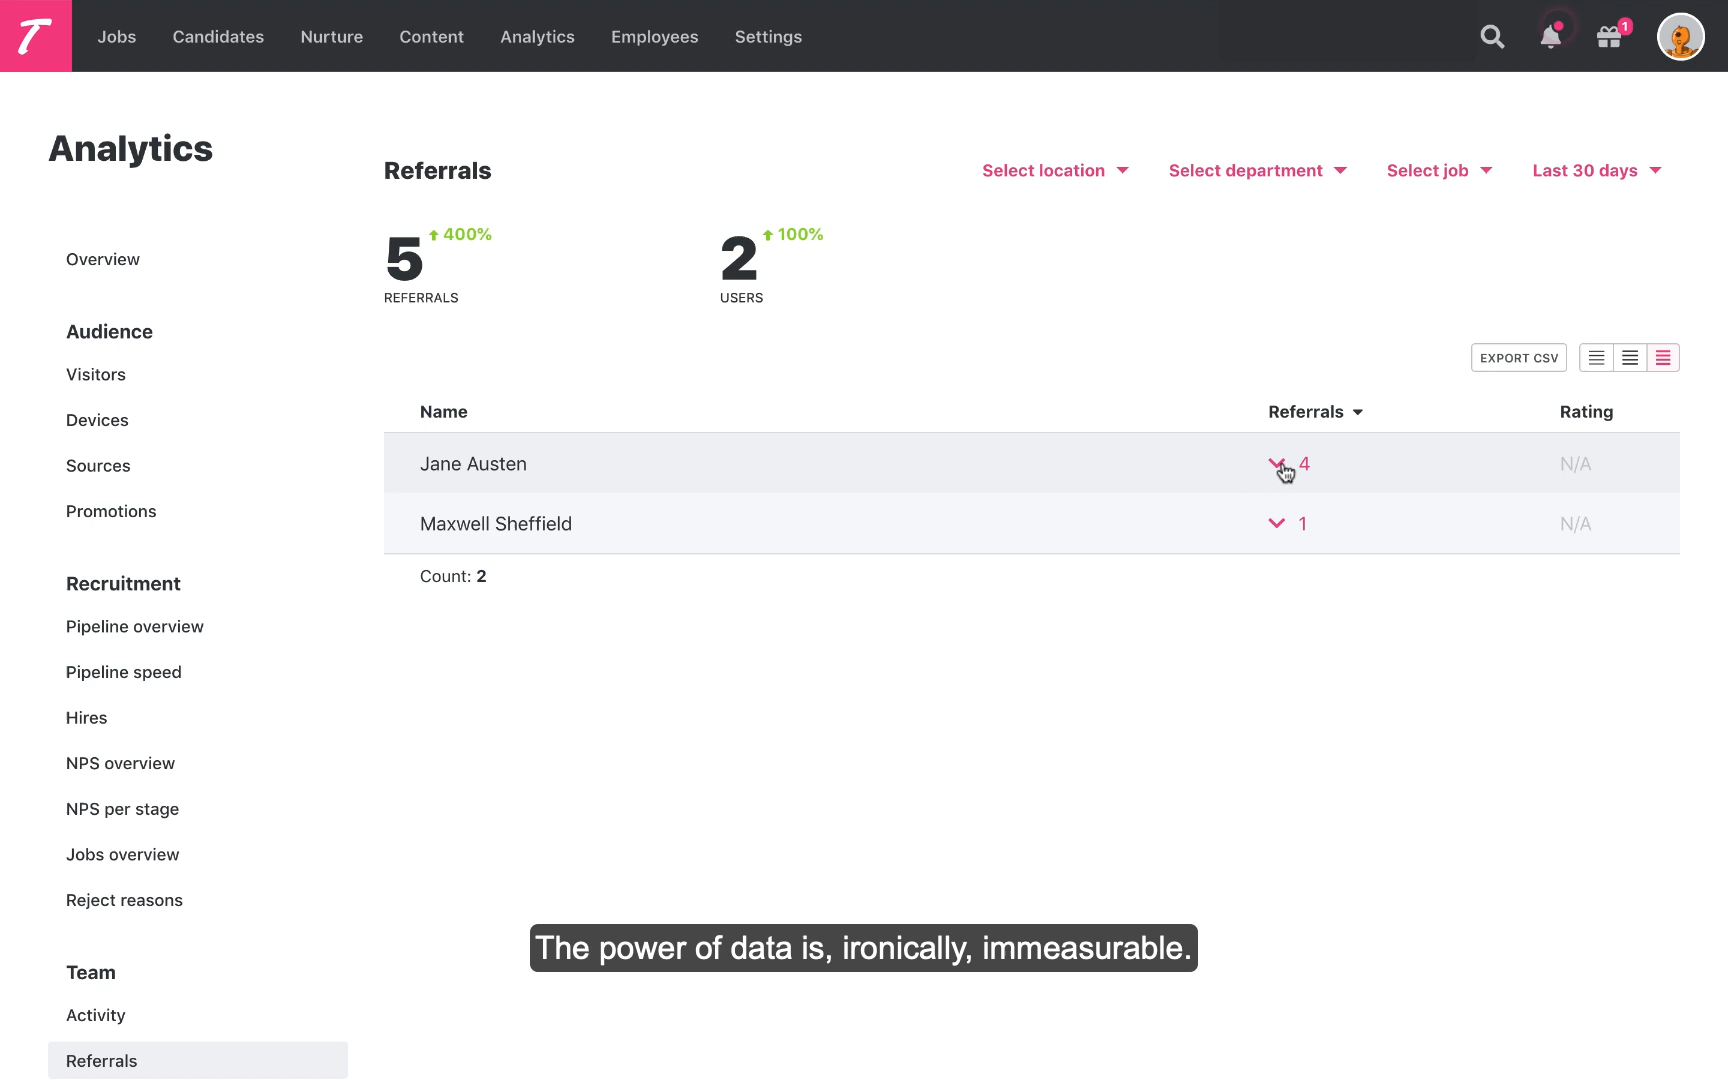 T
Jobs
Candidates
Nurture
Content
Analytics
Employees
Settings
1
Analytics
Overview
Audience
Visitors
Devices
Sources
Promotions
Recruitment
Pipeline overview
Pipeline speed
Hires
NPS overview
NPS per stage
Jobs overview
Reject reasons
Team
Activity
Referrals
Referrals
Select location
Select department
Select job
Last 30 days
5 400%
REFERRALS
2 100%
USERS
EXPORT CSV
Name Referrals Rating
Jane Austen 4 N/A
Maxwell Sheffield 1 N/A
Count: 2
The power of data is, ironically, immeasurable.